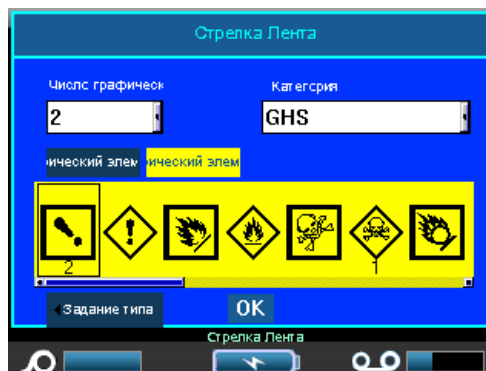 Стрелка Лента
Числс графическ
Категсрия
2
GHS
ический элем
ический элем
2
1
Задание типа
OK
Стрелка Лента